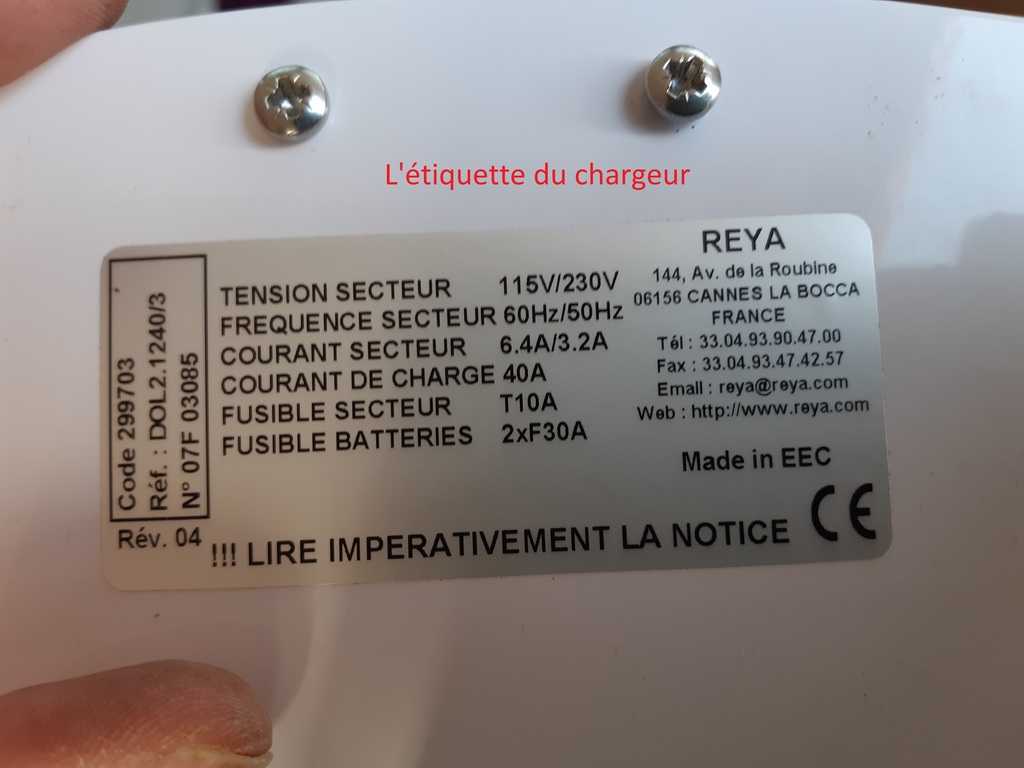 L'étiquette du chargeur
Code 299703
Réf. : DOL2.1240/3
N° 07F 03085
Rév. 04
TENSION SECTEUR 115V/230V
FREQUENCE SECTEUR 60Hz/50Hz
COURANT SECTEUR 6.4A/3.2A
COURANT DE CHARGE 40A
FUSIBLE SECTEUR T10A
FUSIBLE BATTERIES 2xF30A
REYA
144, Av. de la Roubine
06156 CANNES LA BOCCA
FRANCE
Tél : 33.04.93.90.47.00
Fax : 33.04.93.47.42.57
Email : reya@reya.com
Web : http://www.reya.com
Made in EEC
!!! LIRE IMPERATIVEMENT LA NOTICE CE